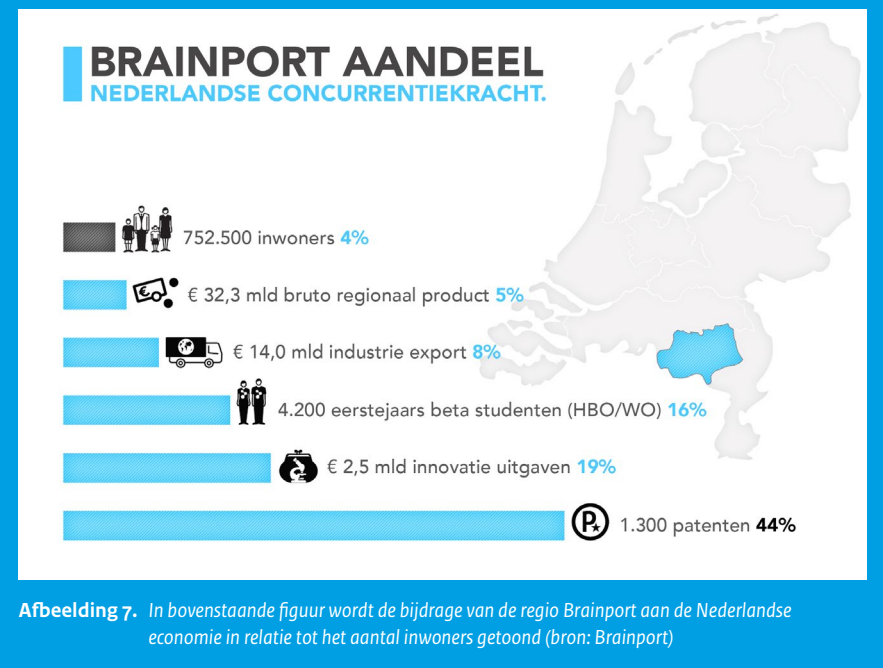 BRAINPORT AANDEEL
NEDERLANDSE CONCURRENTIEKRACHT.
752.500 inwoners 4%
€ 32,3 mld bruto regionaal product 5%
€ 14,0 mld industrie export 8%
4.200 eerstejaars beta studenten (HBO/WO) 16%
€ 2,5 mld innovatie uitgaven 19%
1.300 patenten 44%
Afbeelding 7. In bovenstaande figuur wordt de bijdrage van de regio Brainport aan de Nederlandse
economie in relatie tot het aantal inwoners getoond (bron: Brainport)